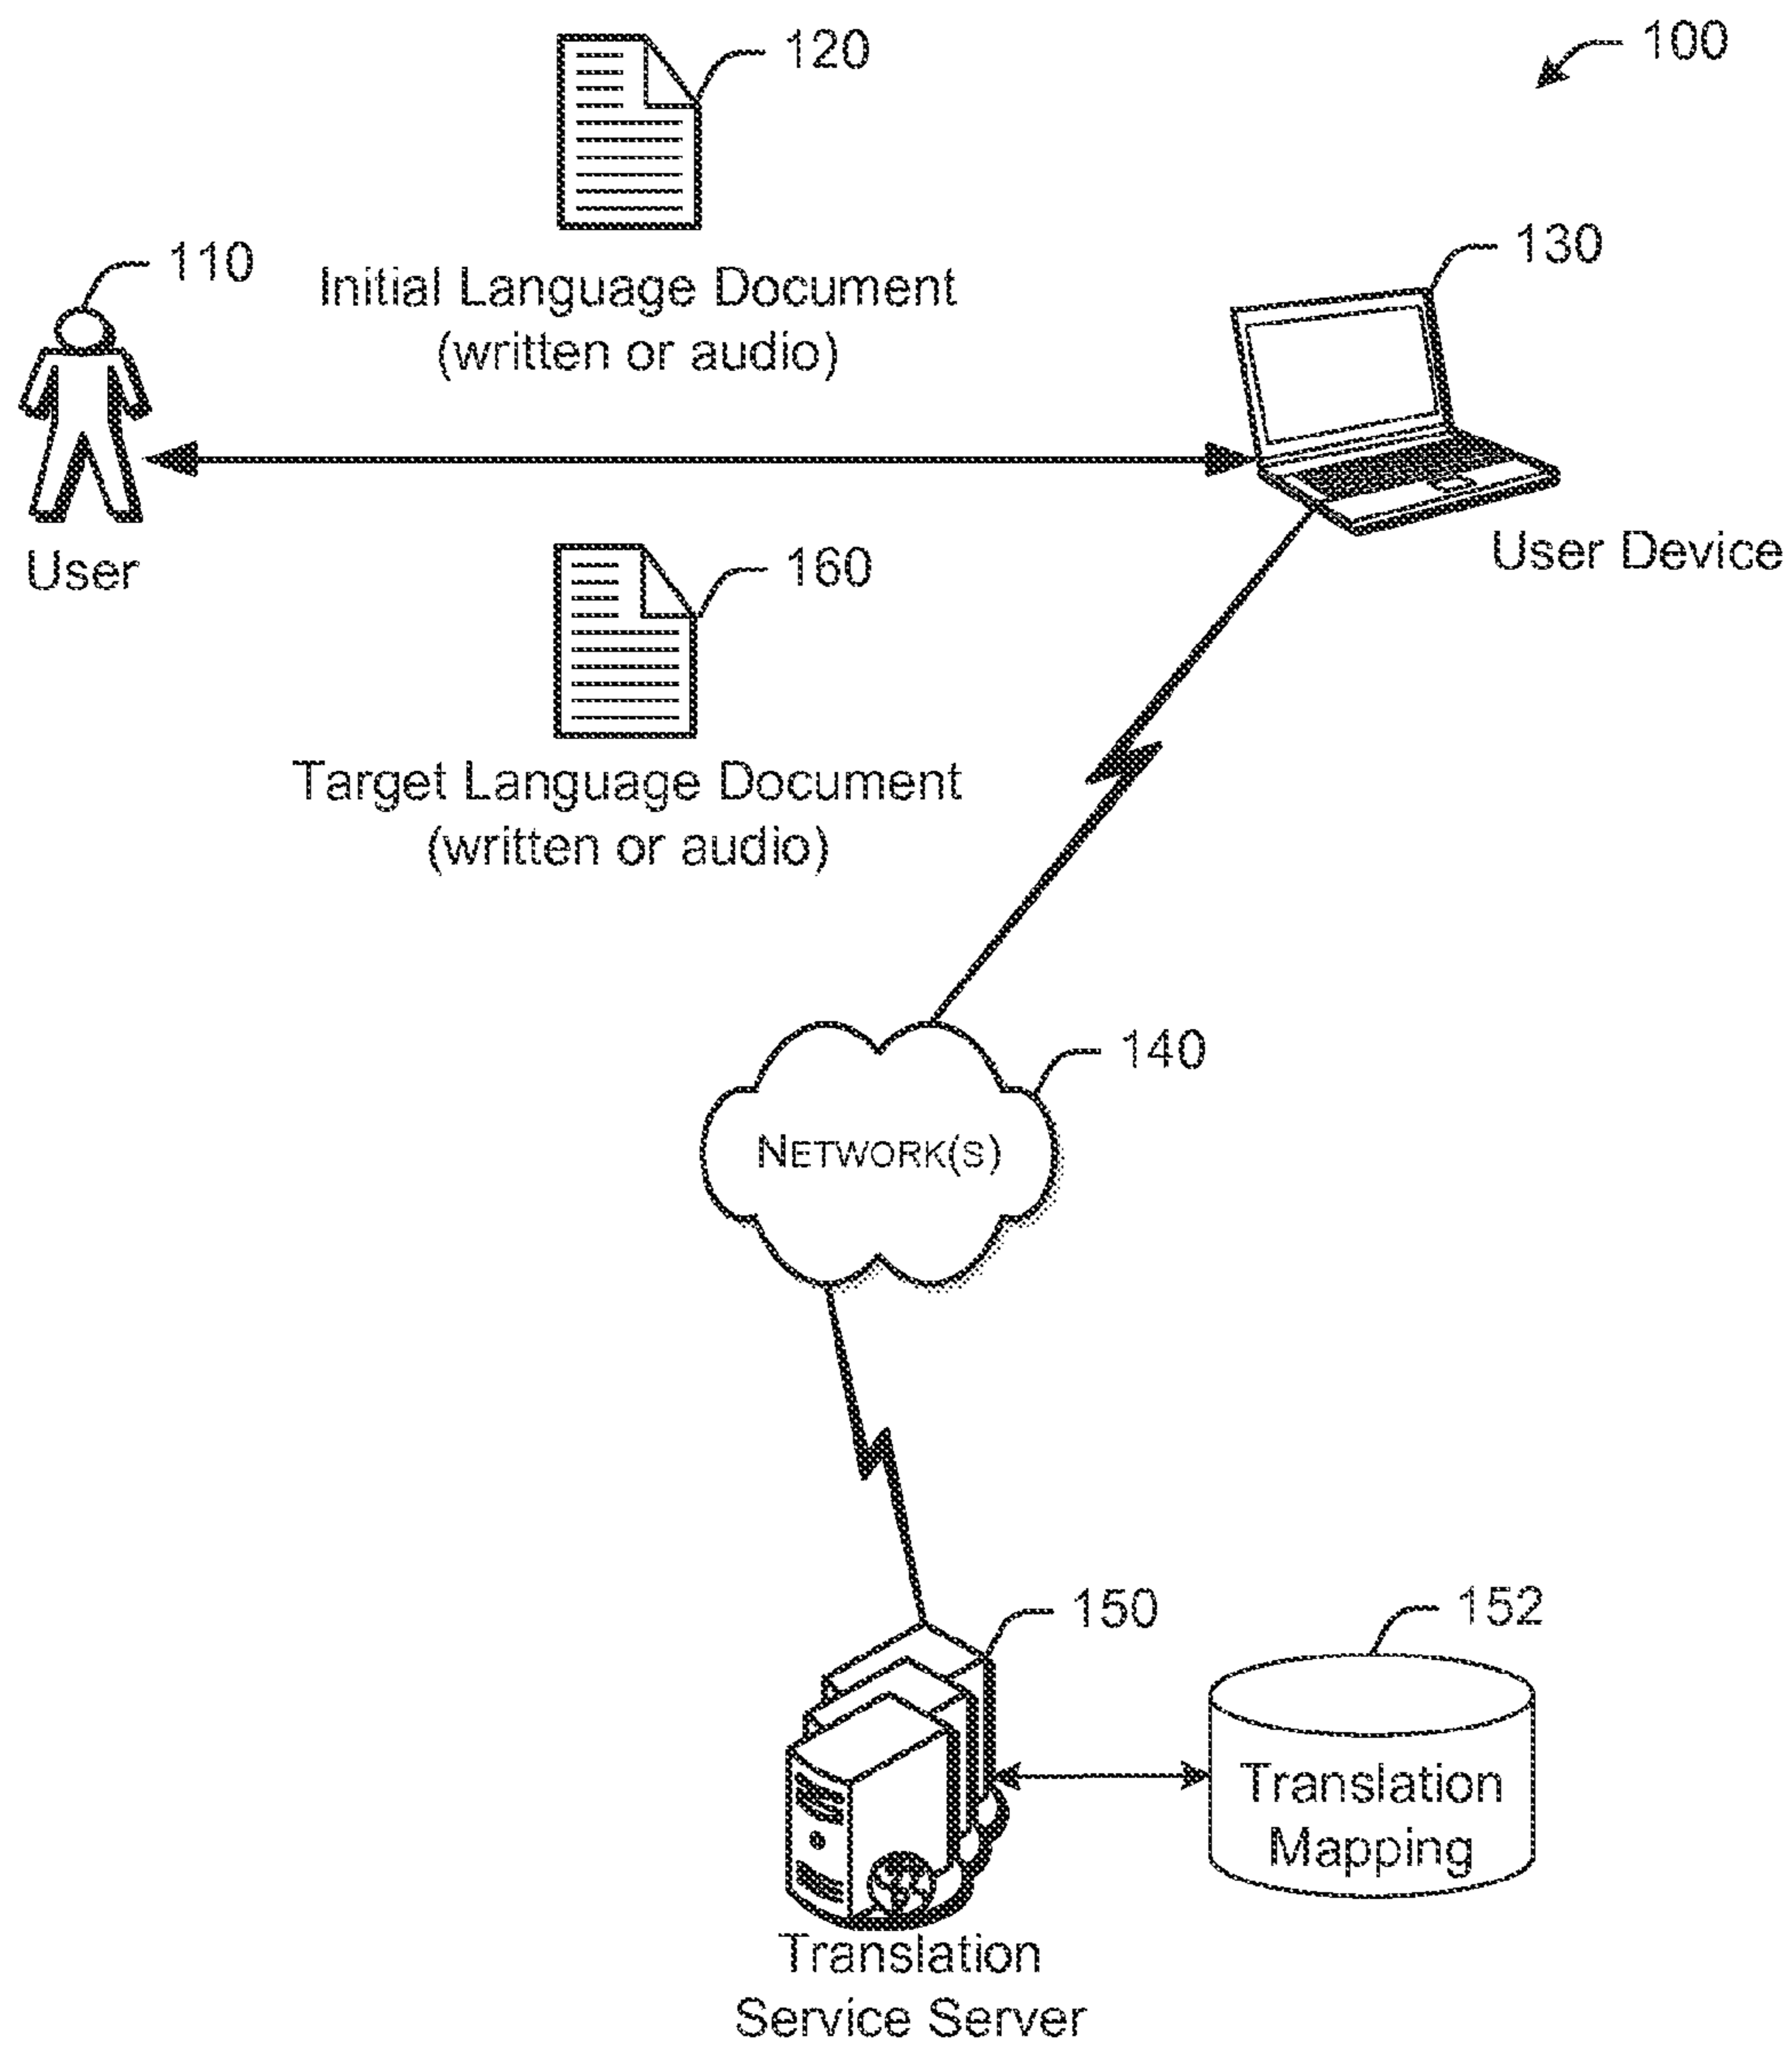 120
100
110
Initial Language Document
(written or audio)
130
User
User Device
160
Target Language Document
(written or audio)
140
NETWORK(S)
150
152
Translation
Mapping
Translation
Service Server